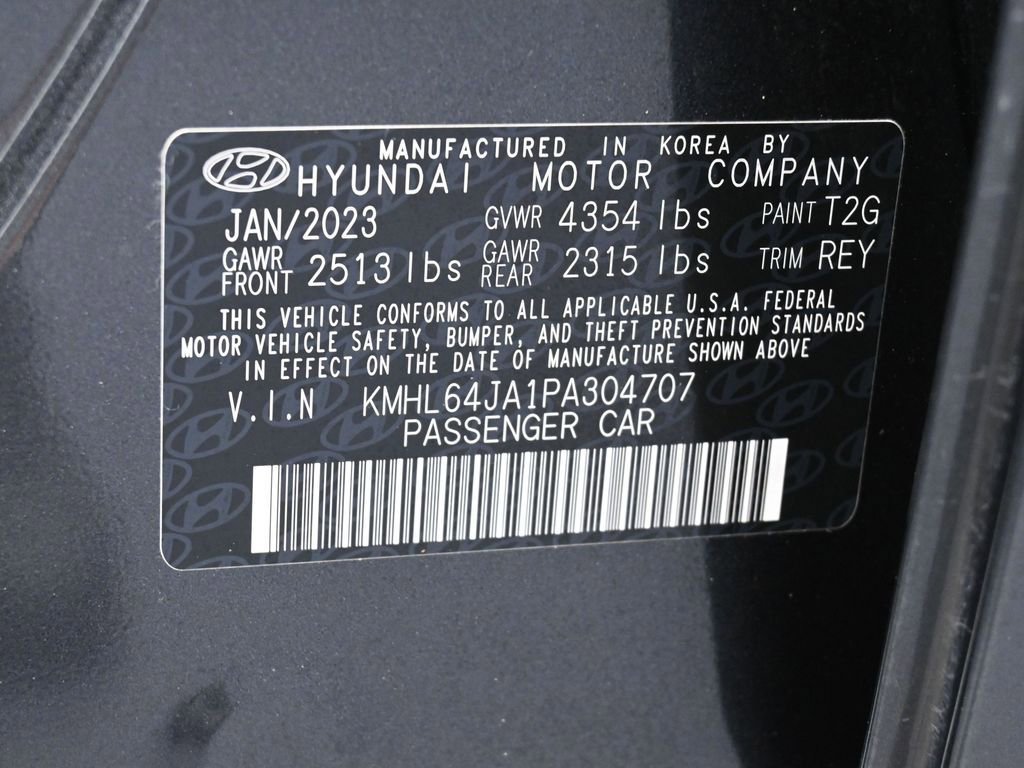 MANUFACTURED IN KOREA BY
HYUNDAI MOTOR COMPANY
JAN/2023 GVWR 4354 lbs PAINT T2G
GAWR FRONT 2513 lbs GAWR REAR 2315 lbs TRIM REY
THIS VEHICLE CONFORMS TO ALL APPLICABLE U.S.A. FEDERAL
MOTOR VEHICLE SAFETY, BUMPER, AND THEFT PREVENTION STANDARDS
IN EFFECT ON THE DATE OF MANUFACTURE SHOWN ABOVE
V.I.N KMHL64JA1PA304707
PASSENGER CAR